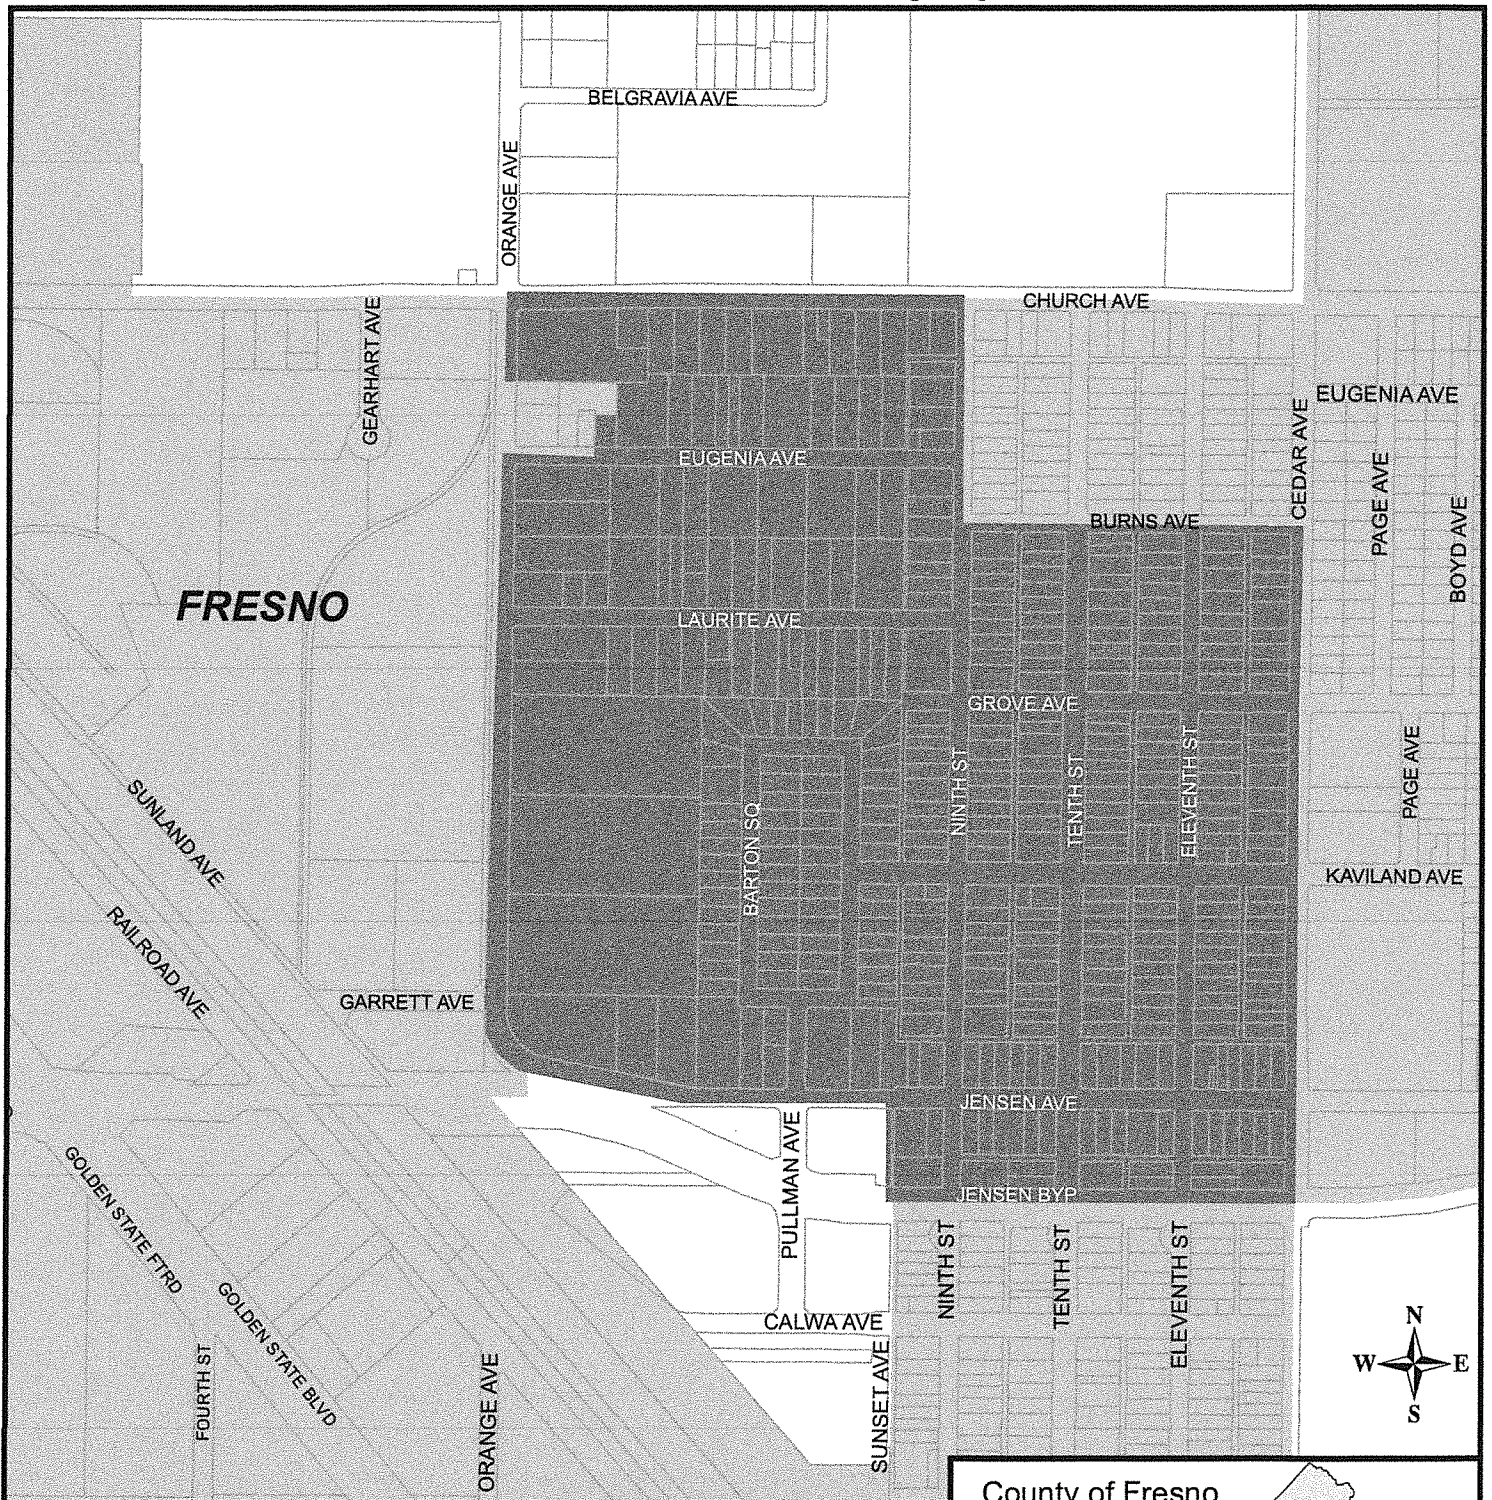 BELGRAVIA AVE
ORANGE AVE
CHURCH AVE
GEARHART AVE
EUGENIA AVE
CEDAR AVE
EUGENIA AVE
PAGE AVE
BOYD AVE
BURNS AVE
FRESNO
LAURITE AVE
GROVE AVE
NINTH ST
TENTH ST
ELEVENTH ST
PAGE AVE
SUNLAND AVE
BARTON SQ
KAVILAND AVE
RAILROAD AVE
GARRETT AVE
JENSEN AVE
PULLMAN AVE
JENSEN BYP
GOLDEN STATE FTRD
NINTH ST
TENTH ST
ELEVENTH ST
GOLDEN STATE BLVD
CALWA AVE
FOURTH ST
ORANGE AVE
SUNSET AVE
N
W E
S
County of Fresno